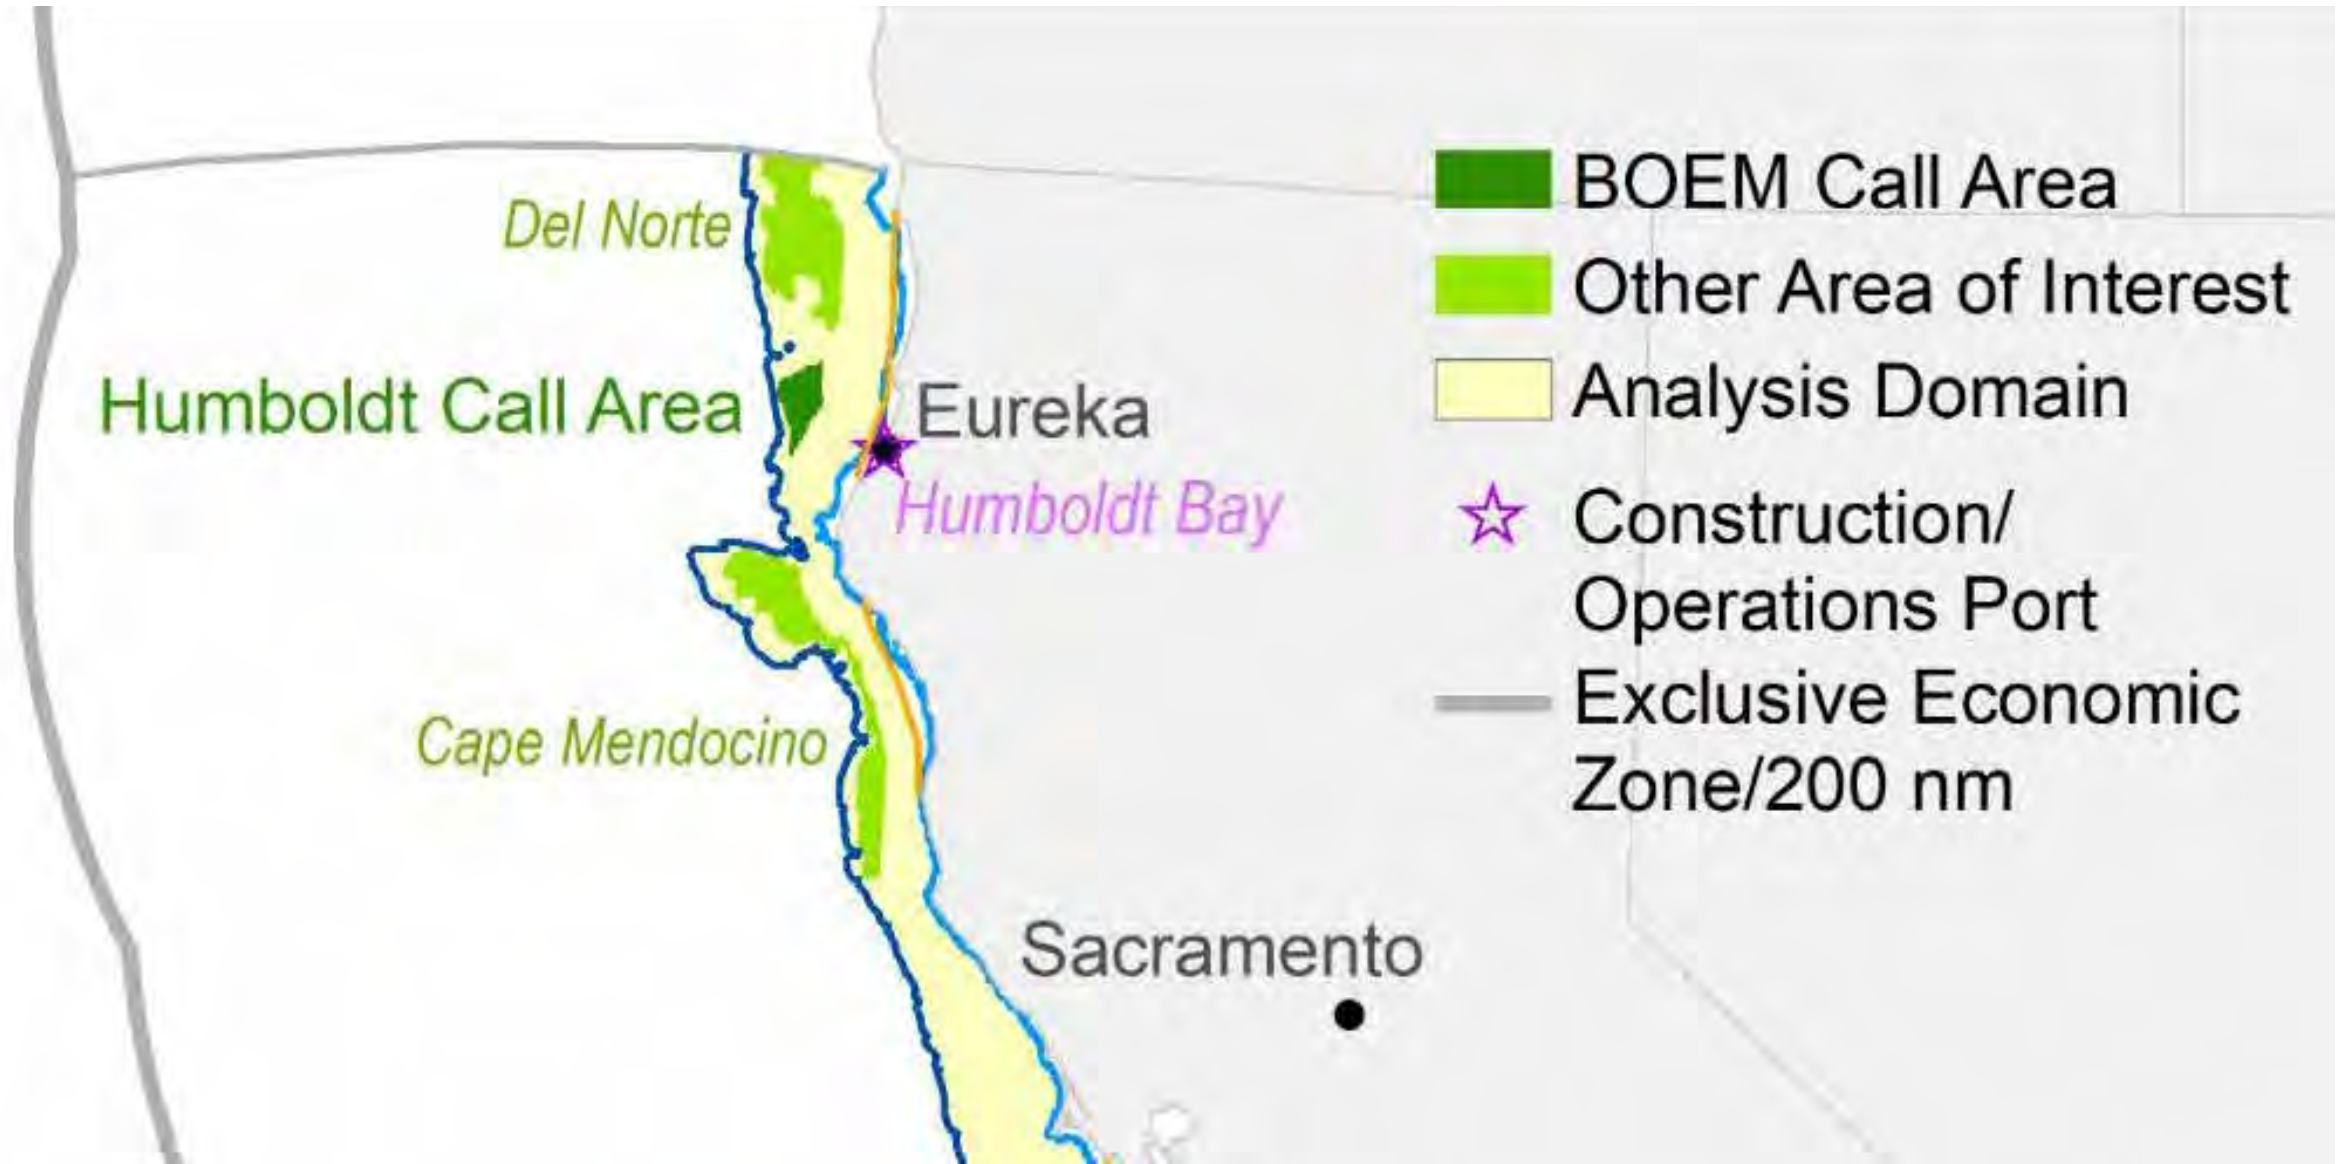 Del Norte
Humboldt Call Area
Eureka
Humboldt Bay
Cape Mendocino
Sacramento
BOEM Call Area
Other Area of Interest
Analysis Domain
Construction/
Operations Port
Exclusive Economic
Zone/200 nm